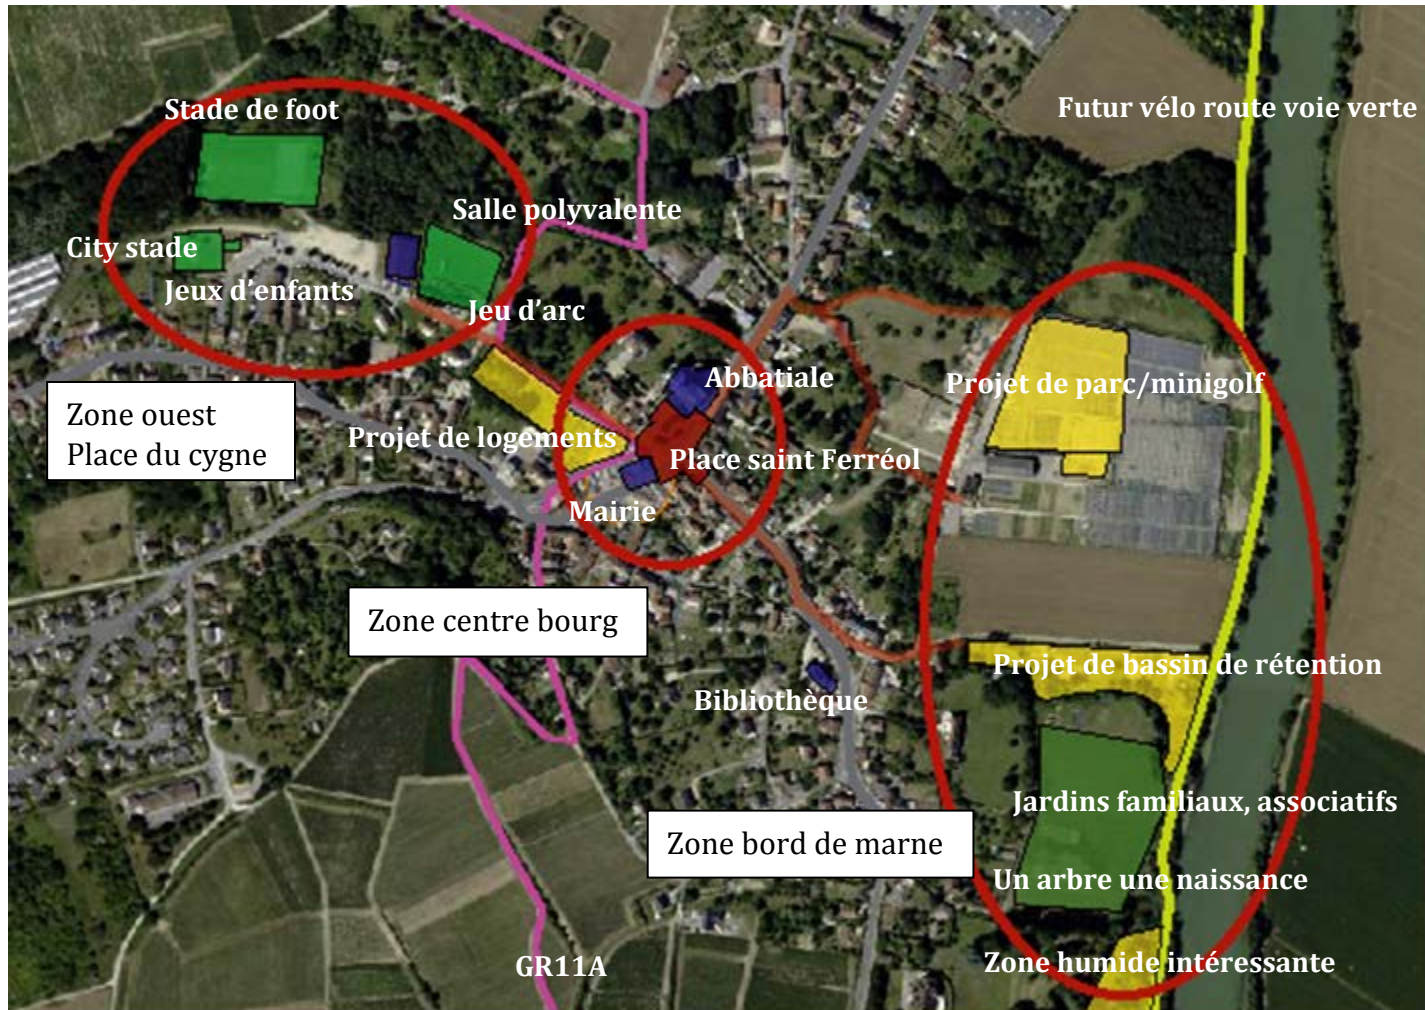 Stade de foot
Futur vélo route voie verte
Salle polyvalente
City stade
Jeux d’enfants
Jeu d’arc
Abbatiale
Projet de parc/minigolf
Zone ouest
Place du cygne
Projet de logements
Place saint Ferréol
Mairie
Zone centre bourg
Projet de bassin de rétention
Bibliothèque
Jardins familiaux, associatifs
Zone bord de marne
Un arbre une naissance
GR11A
Zone humide intéressante